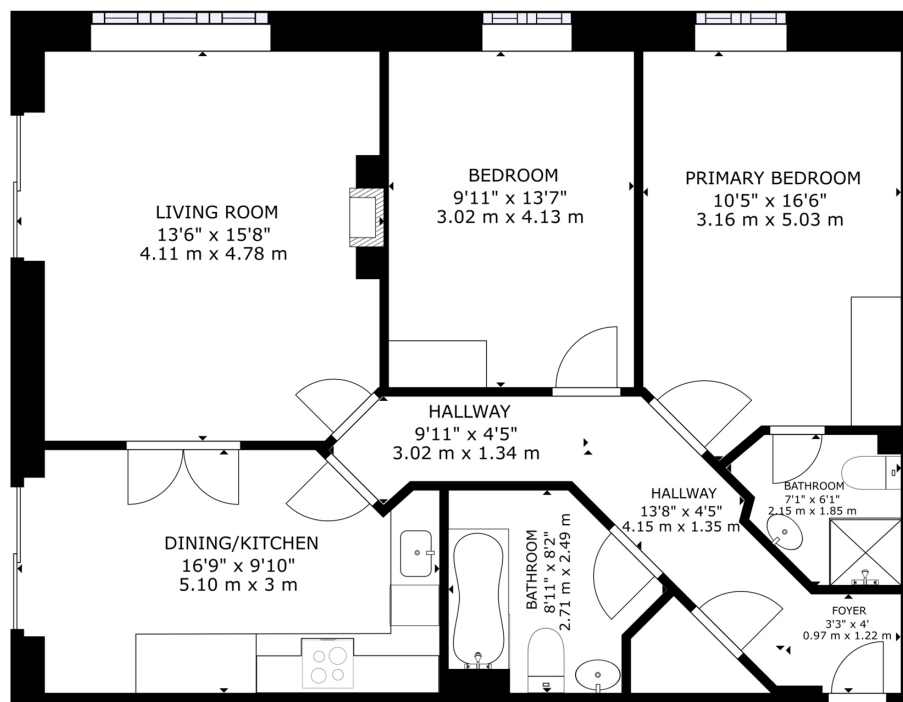 BEDROOM
9'11" x 13'7"
3.02 m x 4.13 m
PRIMARY BEDROOM
10'5" x 16'6"
3.16 m x 5.03 m
LIVING ROOM
13'6" x 15'8"
4.11 m x 4.78 m
HALLWAY
9'11" x 4'5"
3.02 m x 1.34 m
HALLWAY
13'8" x 4'5"
4.15 m x 1.35 m
BATHROOM
7'1" x 6'1"
2.15 m x 1.85 m
DINING/KITCHEN
16'9" x 9'10"
5.10 m x 3 m
BATHROOM
8'11" x 8'2"
2.71 m x 2.49 m
FOYER
3'3" x 4'
0.97 m x 1.22 m